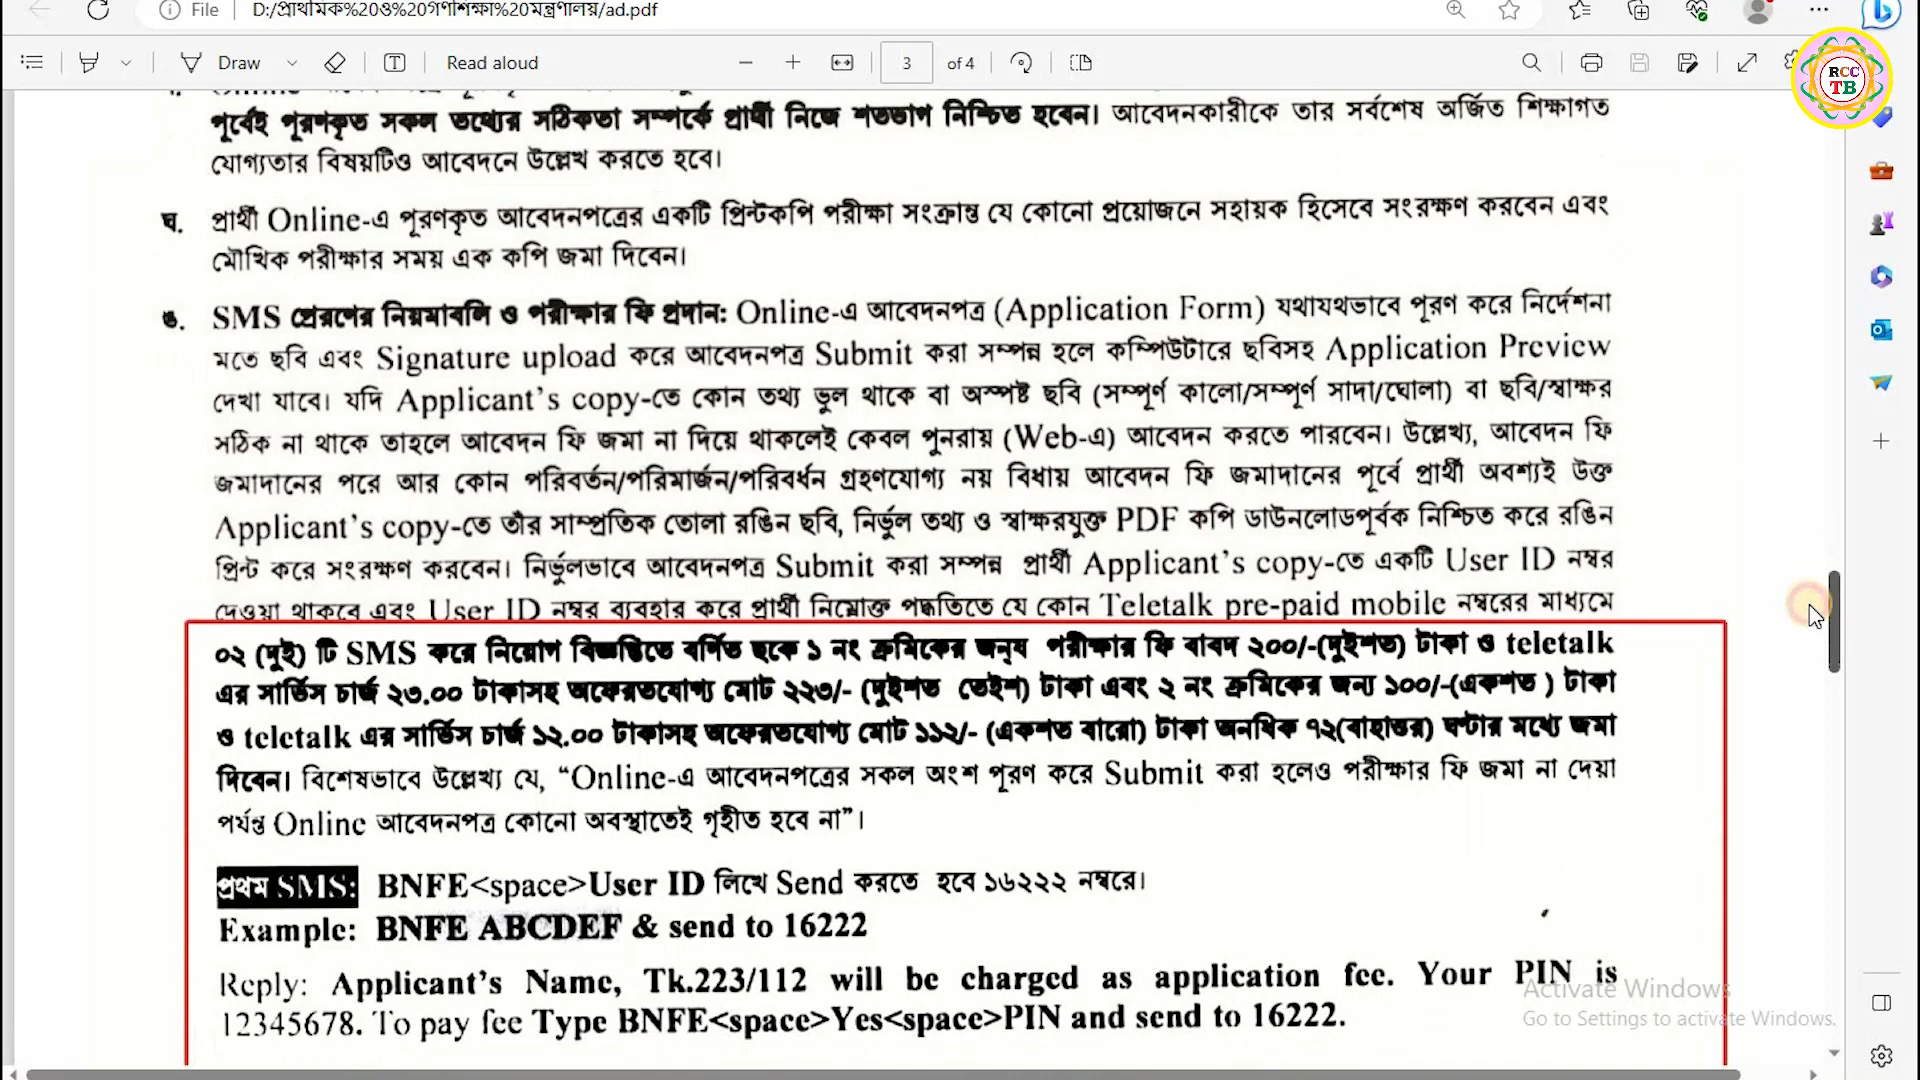 File D:/প্রাথমিক%20ও%20গণশিক্ষা%20মন্ত্রণালয়/ad.pdf
Draw Read aloud 3 of 4
RCC
TB
পূর্বেই পূরণকৃত সকল তথ্যের সঠিকতা সম্পর্কে প্রার্থী নিজে শতভাগ নিশ্চিত হবেন। আবেদনকারীকে তার সর্বশেষ অর্জিত শিক্ষাগত
যোগ্যতার বিষয়টিও আবেদনে উল্লেখ করতে হবে।
ঘ. প্রার্থী Online-এ পূরণকৃত আবেদনপত্রের একটি প্রিন্টকপি পরীক্ষা সংক্রান্ত যে কোনো প্রয়োজনে সহায়ক হিসেবে সংরক্ষণ করবেন এবং
মৌখিক পরীক্ষার সময় এক কপি জমা দিবেন।
ঙ. SMS প্রেরণের নিয়মাবলি ও পরীক্ষার ফি প্রদান: Online-এ আবেদনপত্র (Application Form) যথাযথভাবে পূরণ করে নির্দেশনা
মতে ছবি এবং Signature upload করে আবেদনপত্র Submit করা সম্পন্ন হলে কম্পিউটারে ছবিসহ Application Preview
দেখা যাবে। যদি Applicant's copy-তে কোন তথ্য ভুল থাকে বা অস্পষ্ট ছবি (সম্পূর্ণ কালো/সম্পূর্ণ সাদা/ঘোলা) বা ছবি/স্বাক্ষর
সঠিক না থাকে তাহলে আবেদন ফি জমা না দিয়ে থাকলেই কেবল পুনরায় (Web-এ) আবেদন করতে পারবেন। উল্লেখ্য, আবেদন ফি
জমাদানের পরে আর কোন পরিবর্তন/পরিমার্জন/পরিবর্ধন গ্রহণযোগ্য নয় বিধায় আবেদন ফি জমাদানের পূর্বে প্রার্থী অবশ্যই উক্ত
Applicant's copy-তে তাঁর সাম্প্রতিক তোলা রঙিন ছবি, নির্ভুল তথ্য ও স্বাক্ষরযুক্ত PDF কপি ডাউনলোডপূর্বক নিশ্চিত করে রঙিন
প্রিন্ট করে সংরক্ষণ করবেন। নির্ভুলভাবে আবেদনপত্র Submit করা সম্পন্ন প্রার্থী Applicant's copy-তে একটি User ID নম্বর
দেওয়া থাকবে এবং User ID নম্বর ব্যবহার করে প্রার্থী নিম্নোক্ত পদ্ধতিতে যে কোন Teletalk pre-paid mobile নম্বরের মাধ্যমে
০২ (দুই) টি SMS করে নিয়োগ বিজ্ঞপ্তিতে বর্ণিত ছকে ১ নং ক্রমিকের জন্য পরীক্ষার ফি বাবদ ২০০/-(দুইশত) টাকা ও teletalk
এর সার্ভিস চার্জ ২৩.০০ টাকাসহ অফেরতযোগ্য মোট ২২৩/- (দুইশত তেইশ) টাকা এবং ২ নং ক্রমিকের জন্য ১০০/-(একশত ) টাকা
ও teletalk এর সার্ভিস চার্জ ১২.০০ টাকাসহ অফেরতযোগ্য মোট ১১২/- (একশত বারো) টাকা অনধিক ৭২(বাহাত্তর) ঘণ্টার মধ্যে জমা
দিবেন। বিশেষভাবে উল্লেখ্য যে, “Online-এ আবেদনপত্রের সকল অংশ পূরণ করে Submit করা হলেও পরীক্ষার ফি জমা না দেয়া
পর্যন্ত Online আবেদনপত্র কোনো অবস্থাতেই গৃহীত হবে না”।
প্রথম SMS: BNFE<space>User ID লিখে Send করতে হবে ১৬২২২ নম্বরে।
Example: BNFE ABCDEF & send to 16222
Reply: Applicant's Name, Tk.223/112 will be charged as application fee. Your PIN is
12345678. To pay fee Type BNFE<space>Yes<space>PIN and send to 16222.
Activate Windows
Go to Settings to activate Windows.